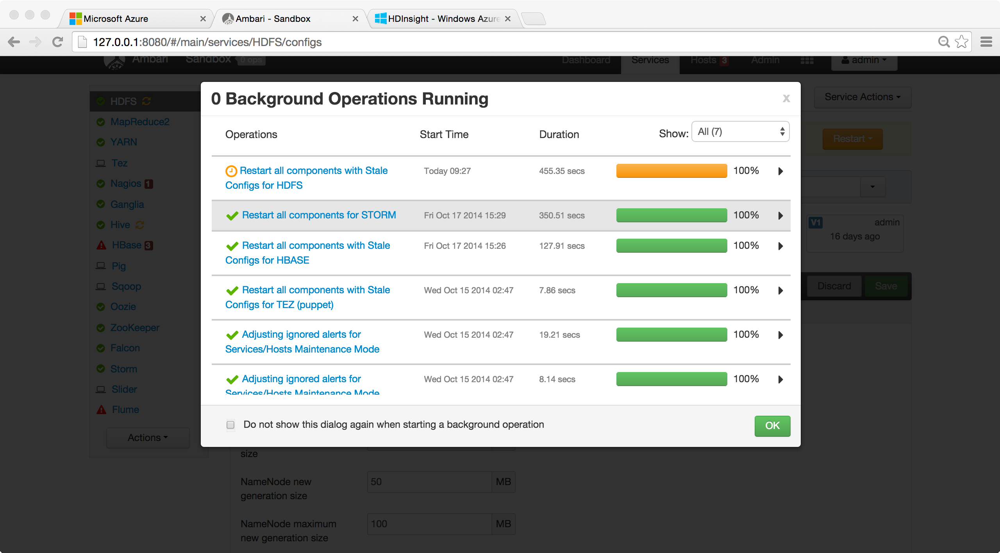 Microsoft Azure
Ambari - Sandbox
HDInsight - Windows Azure
127.0.0.1:8080/#/main/services/HDFS/configs
Ambari Sandbox 0 ops Dashboard Services Hosts 3 Admin admin
HDFS
MapReduce2
YARN
Tez
Nagios 1
Ganglia
Hive
HBase 3
Pig
Sqoop
Oozie
ZooKeeper
Falcon
Storm
Slider
Flume
Actions
0 Background Operations Running x
Operations Start Time Duration Show: All (7)
Restart all components with Stale Today 09:27 455.35 secs 100%
Configs for HDFS
Restart all components for STORM Fri Oct 17 2014 15:29 350.51 secs 100%
Restart all components with Stale Fri Oct 17 2014 15:26 127.91 secs 100%
Configs for HBASE
Restart all components with Stale Wed Oct 15 2014 02:47 7.86 secs 100%
Configs for TEZ (puppet)
Adjusting ignored alerts for Wed Oct 15 2014 02:47 19.21 secs 100%
Services/Hosts Maintenance Mode
Adjusting ignored alerts for Wed Oct 15 2014 02:47 8.14 secs 100%
Services/Hosts Maintenance Mode
Do not show this dialog again when starting a background operation
OK
Service Actions
Restart
V1 admin
16 days ago
Discard Save
size
NameNode new 50 MB
generation size
NameNode maximum 100 MB
new generation size